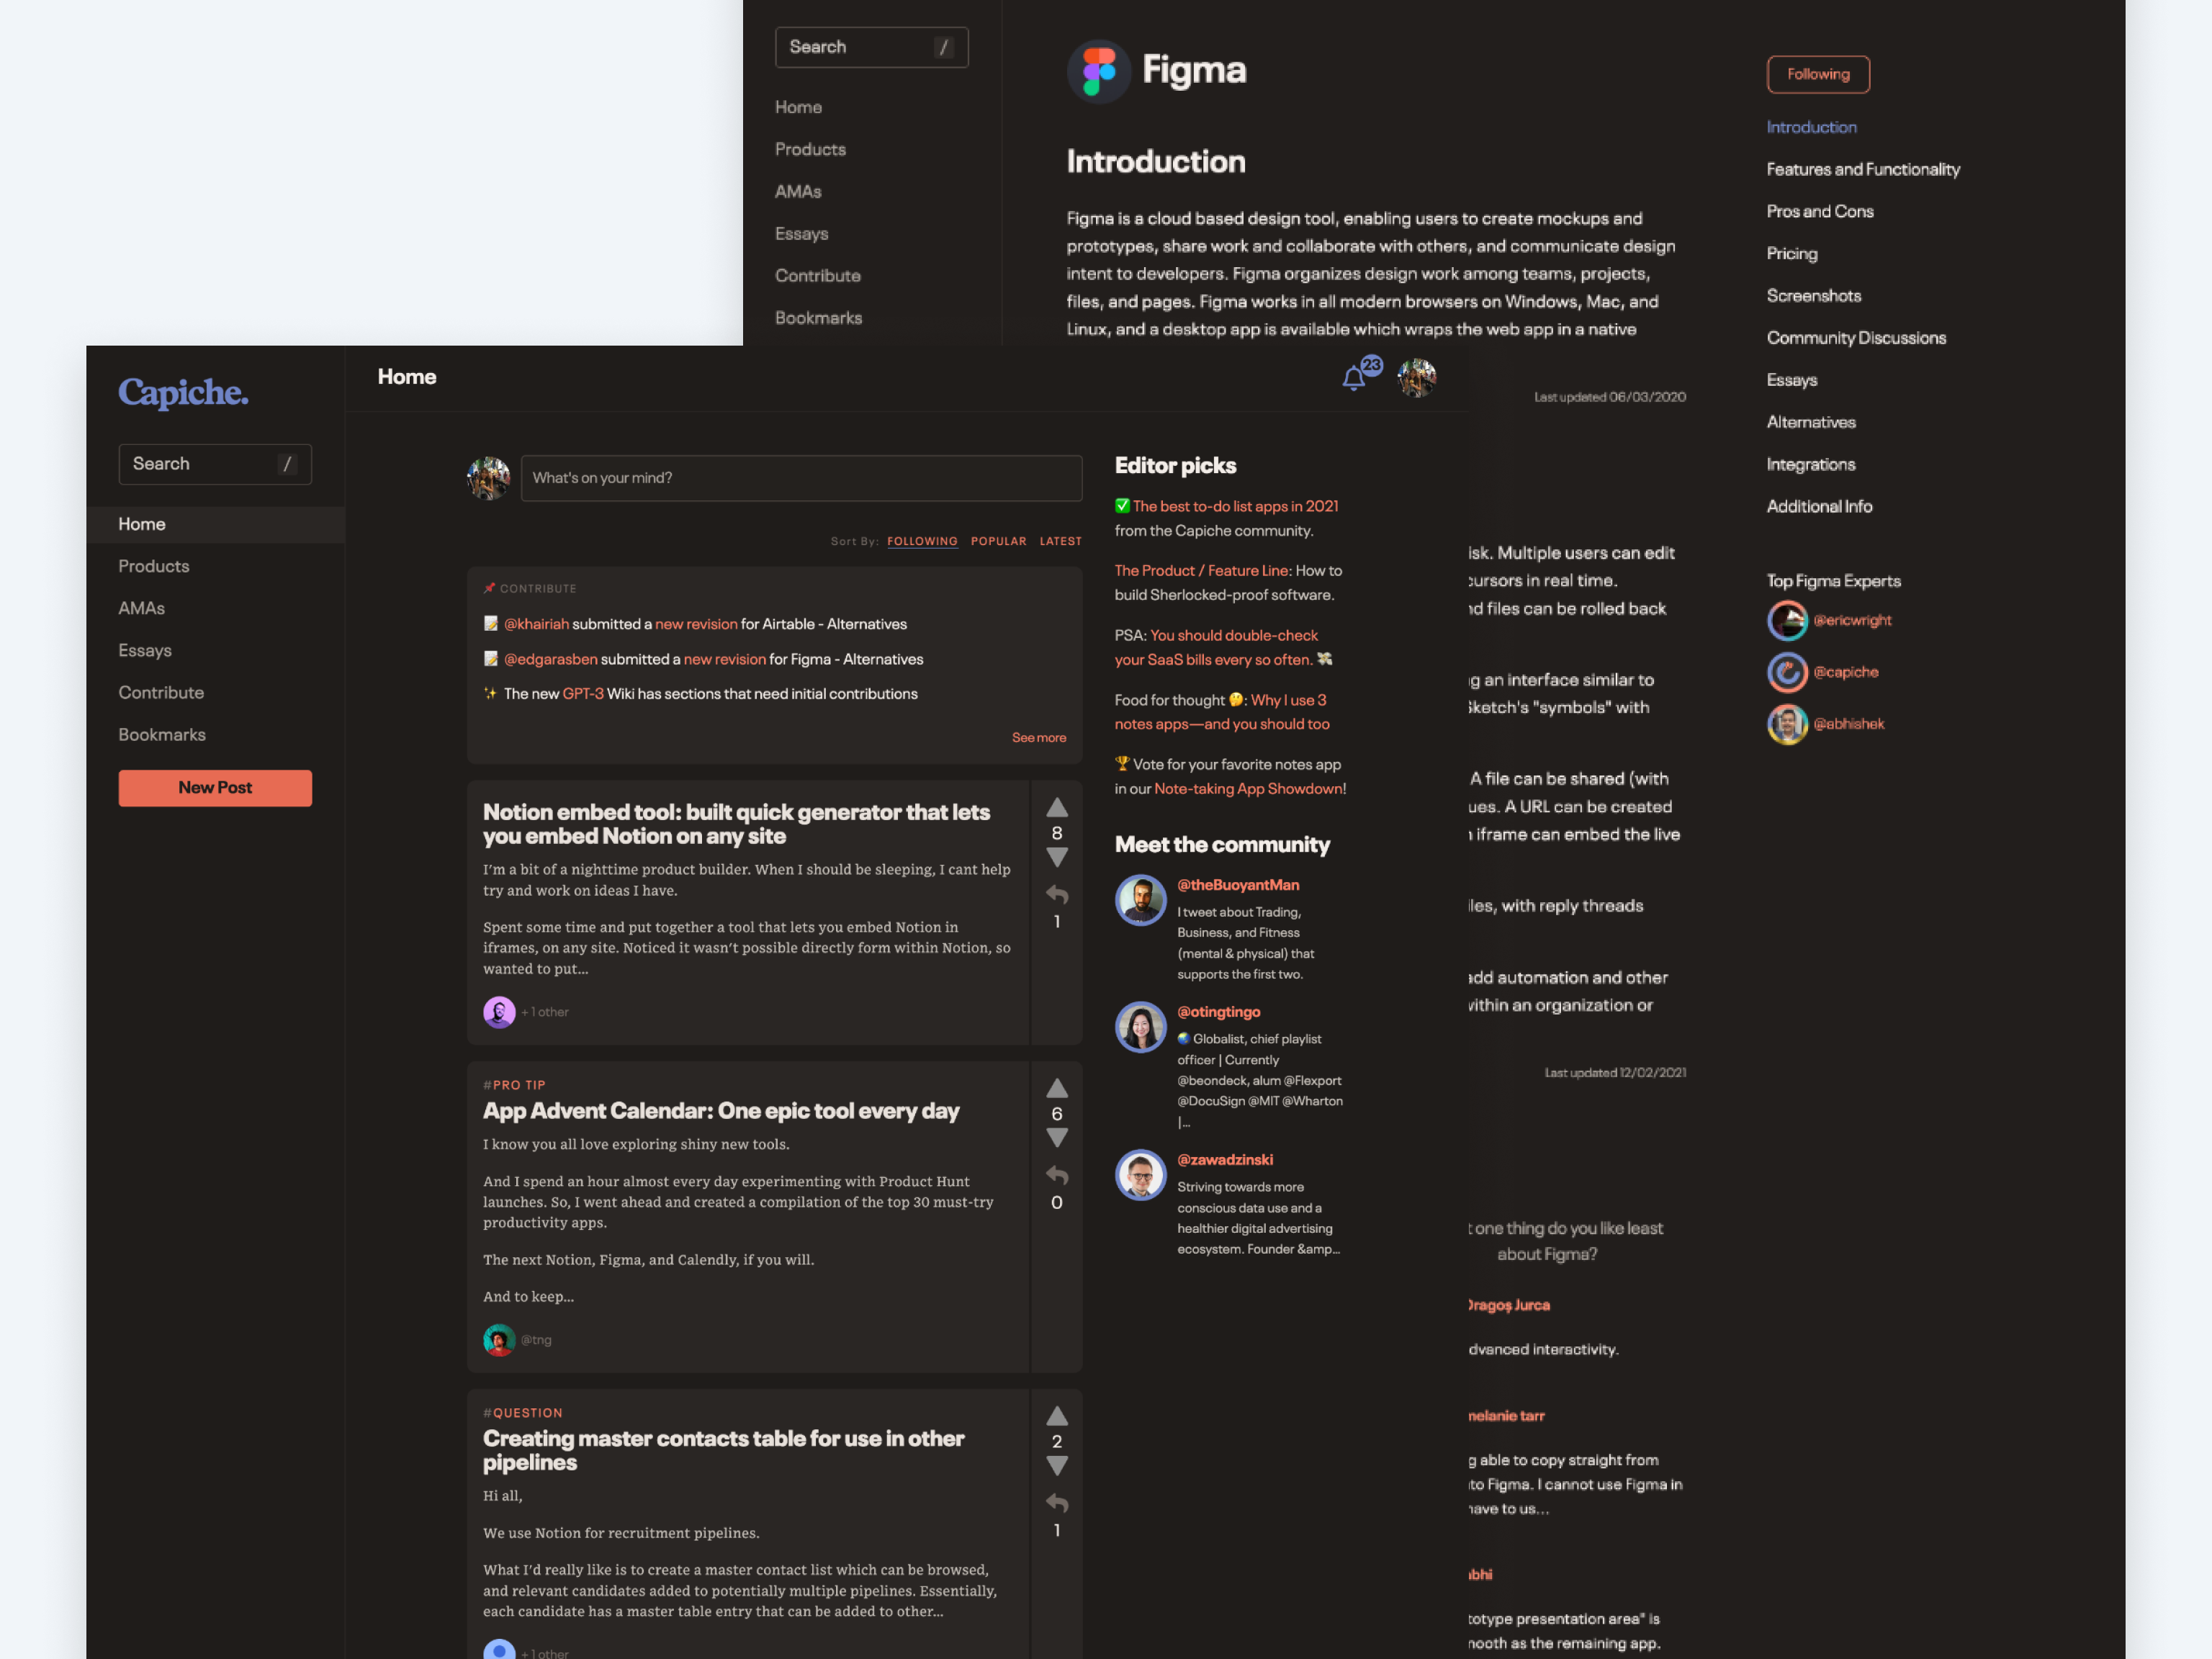 Search /
Home
Products
AMAs
Essays
Contribute
Bookmarks
Figma
Introduction
Figma is a cloud based design tool, enabling users to create mockups and
prototypes, share work and collaborate with others, and communicate design
intent to developers. Figma organizes design work among teams, projects,
files, and pages. Figma works in all modern browsers on Windows, Mac, and
Linux, and a desktop app is available which wraps the web app in a native
Last updated 06/03/2020
Following
Introduction
Features and Functionality
Pros and Cons
Pricing
Screenshots
Community Discussions
Essays
Alternatives
Integrations
Additional Info
Top Figma Experts
@ericwright
@capiche
@abhishek
Capiche.
Search /
Home
Products
AMAs
Essays
Contribute
Bookmarks
New Post
Home
23
What's on your mind?
Sort By: FOLLOWING POPULAR LATEST
CONTRIBUTE
@khairiah submitted a new revision for Airtable - Alternatives
@edgarasben submitted a new revision for Figma - Alternatives
The new GPT-3 Wiki has sections that need initial contributions
See more
Notion embed tool: built quick generator that lets
you embed Notion on any site
I'm a bit of a nighttime product builder. When I should be sleeping, I cant help
try and work on ideas I have.
Spent some time and put together a tool that lets you embed Notion in
iframes, on any site. Noticed it wasn't possible directly form within Notion, so
wanted to put...
+ 1 other
8
1
#PRO TIP
App Advent Calendar: One epic tool every day
I know you all love exploring shiny new tools.
And I spend an hour almost every day experimenting with Product Hunt
launches. So, I went ahead and created a compilation of the top 30 must-try
productivity apps.
The next Notion, Figma, and Calendly, if you will.
And to keep...
@tng
6
0
#QUESTION
Creating master contacts table for use in other
pipelines
Hi all,
We use Notion for recruitment pipelines.
What I'd really like is to create a master contact list which can be browsed,
and relevant candidates added to potentially multiple pipelines. Essentially,
each candidate has a master table entry that can be added to other...
+ 1 other
2
1
Editor picks
✅ The best to-do list apps in 2021
from the Capiche community.
The Product / Feature Line: How to
build Sherlocked-proof software.
PSA: You should double-check
your SaaS bills every so often. 💸
Food for thought 🤔: Why I use 3
notes apps—and you should too
🏆 Vote for your favorite notes app
in our Note-taking App Showdown!
Meet the community
@theBuoyantMan
I tweet about Trading,
Business, and Fitness
(mental & physical) that
supports the first two.
@otingtingo
🌏 Globalist, chief playlist
officer | Currently
@beondeck, alum @Flexport
@DocuSign @MIT @Wharton
|...
@zawadzinski
Striving towards more
conscious data use and a
healthier digital advertising
ecosystem. Founder &amp...
isk. Multiple users can edit
cursors in real time.
nd files can be rolled back
g an interface similar to
Sketch's "symbols" with
A file can be shared (with
ues. A URL can be created
iframe can embed the live
iles, with reply threads
add automation and other
within an organization or
Last updated 12/02/2021
t one thing do you like least
about Figma?
Dragoș Jurca
dvanced interactivity.
melanie tarr
g able to copy straight from
to Figma. I cannot use Figma in
have to us...
abhi
totype presentation area" is
mooth as the remaining app.